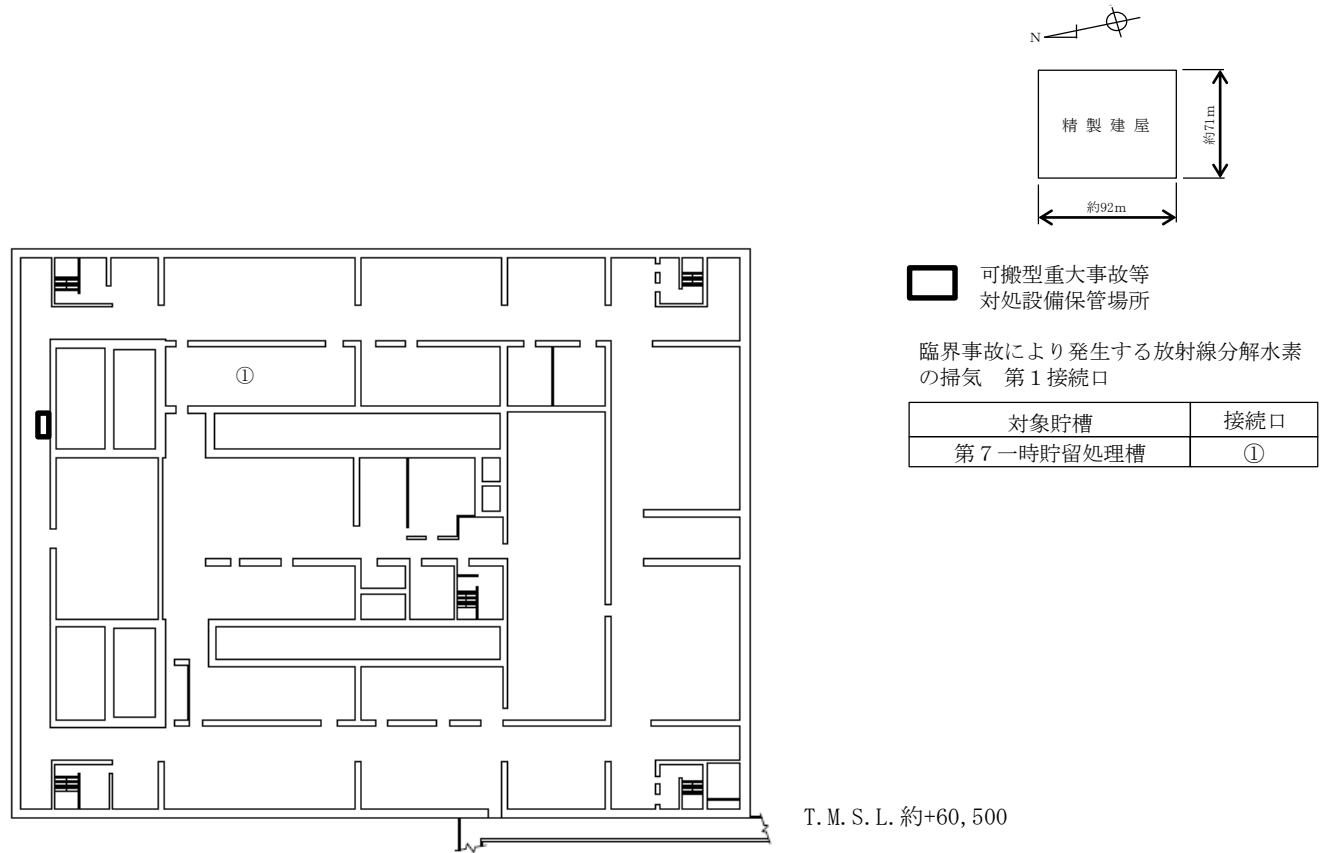 N
精製建屋
約71m
約92m
可搬型重大事故等
対処設備保管場所
臨界事故により発生する放射線分解水素
の掃気　第1接続口
対象貯槽 接続口
第7一時貯留処理槽 ①
①
T.M.S.L.約+60,500